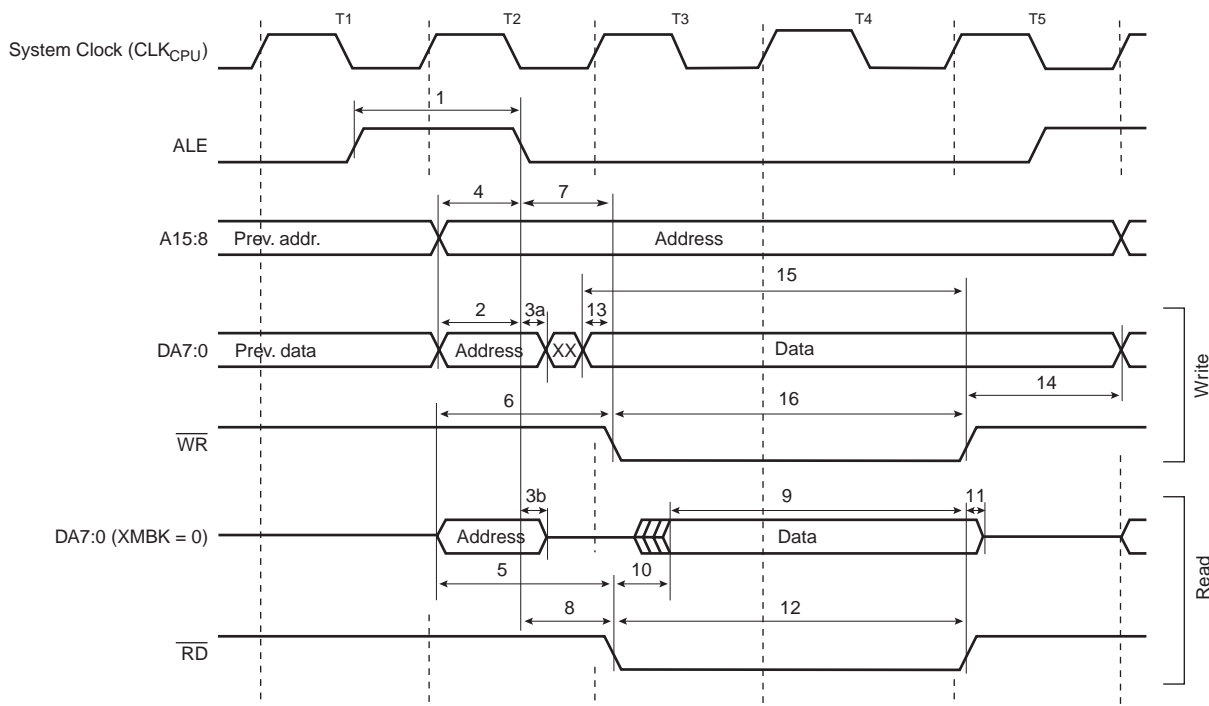 T1 T2 T3 T4 T5
System Clock (CLKCPU)
1
ALE
4 7
A15:8 Prev. addr. Address
15
2 3a 13
DA7:0 Prev. data Address XX Data
14
6 16
WR
Write
3b 9 11
DA7:0 (XMBK = 0) Address Data
5 10
8 12
RD
Read